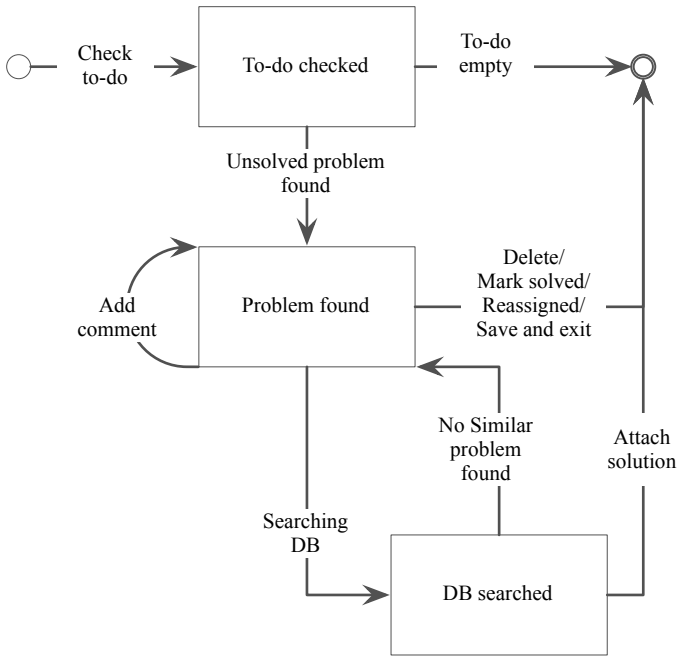 Check
to-do
To-do checked
To-do
empty
Unsolved problem
found
Add
comment
Problem found
Delete/
Mark solved/
Reassigned/
Save and exit
No Similar
problem
found
Attach
solution
Searching
DB
DB searched